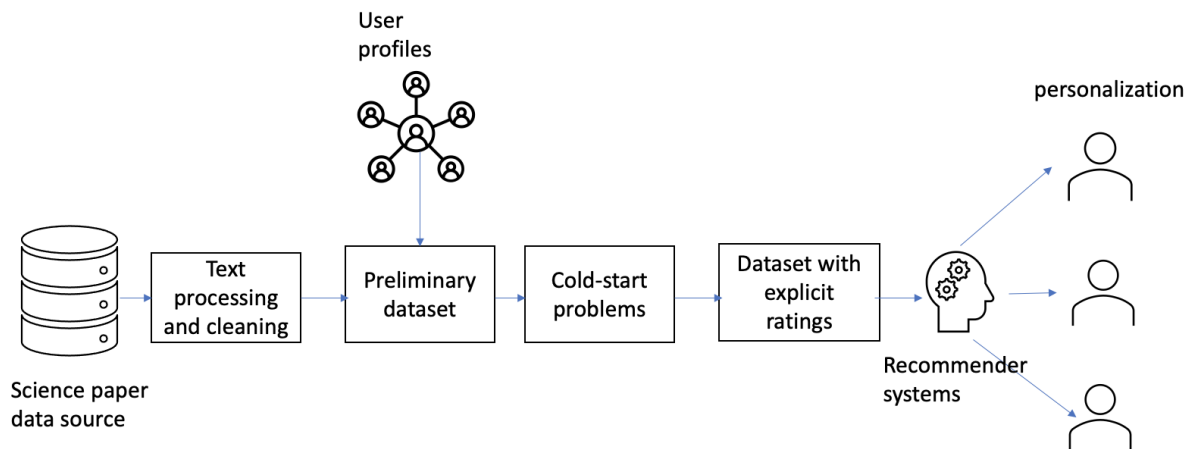 User
profiles
personalization
Text
processing
and cleaning
Preliminary
dataset
Cold-start
problems
Dataset with
explicit
ratings
Recommender
systems
Science paper
data source